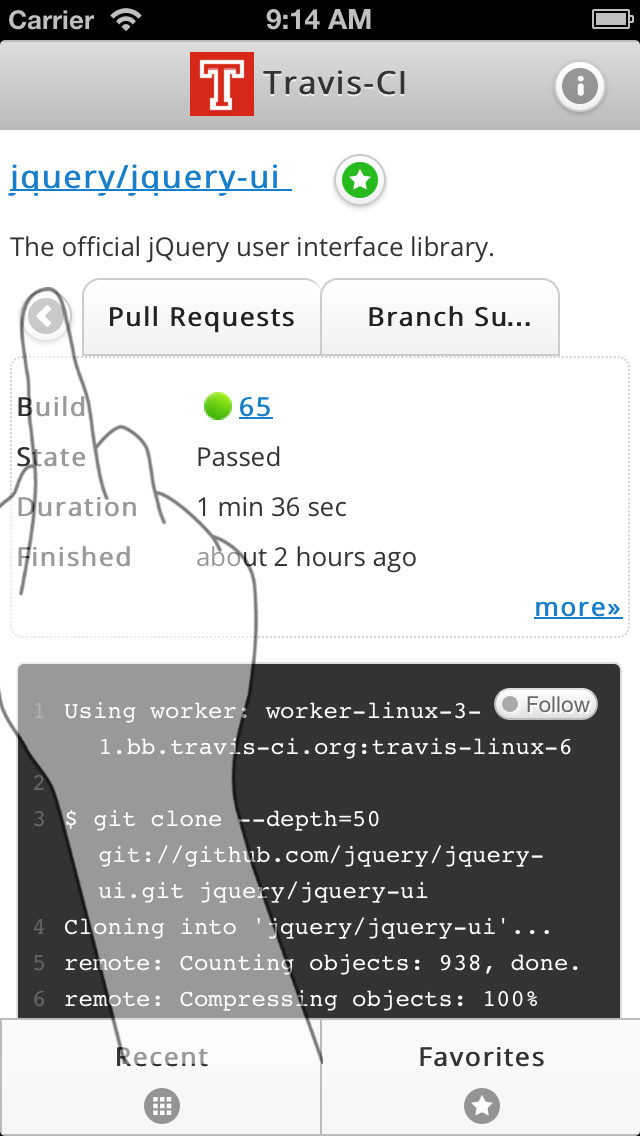 Carrier 9:14 AM
T Travis-CI
jquery/jquery-ui
The official jQuery user interface library.
Pull Requests Branch Su...
Build 65
State Passed
Duration 1 min 36 sec
Finished about 2 hours ago
more»
Follow
1 Using worker: worker-linux-3-
1.bb.travis-ci.org:travis-linux-6
2
3 $ git clone --depth=50
git://github.com/jquery/jquery-
ui.git jquery/jquery-ui
4 Cloning into 'jquery/jquery-ui'...
5 remote: Counting objects: 938, done.
6 remote: Compressing objects: 100%
Recent Favorites